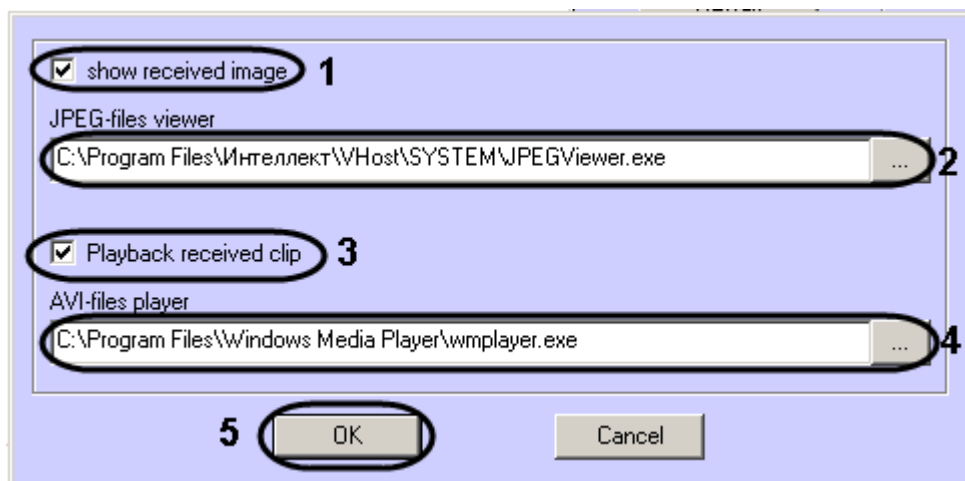 show received image 1
JPEG-files viewer
C:\Program Files\Интеллект\VHost\SYSTEM\JPEGViewer.exe ... 2
Playback received clip 3
AVI-files player
C:\Program Files\Windows Media Player\wmplayer.exe ... 4
5 OK Cancel